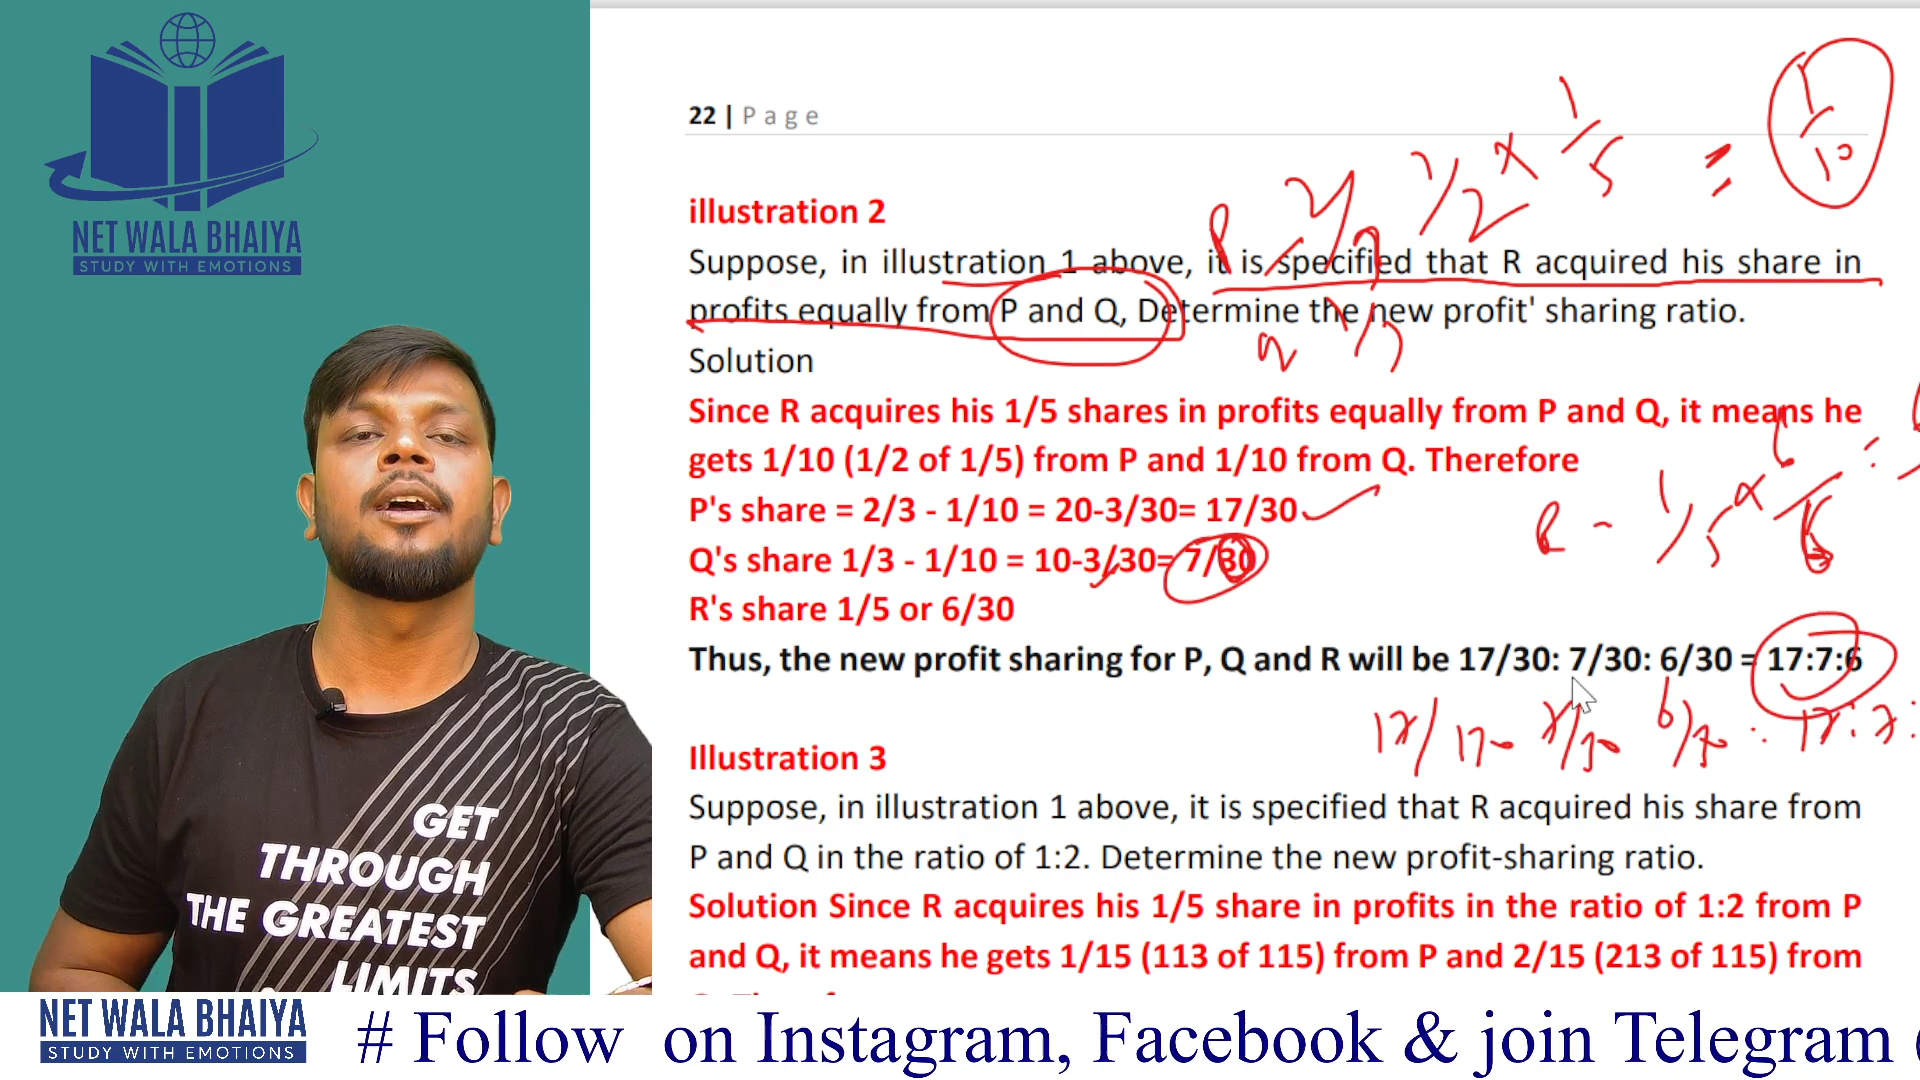 NET WALA BHAIYA
STUDY WITH EMOTIONS
22 | Page
illustration 2
Suppose, in illustration 1 above, it is specified that R acquired his share in
profits equally from P and Q, Determine the new profit' sharing ratio.
Solution
Since R acquires his 1/5 shares in profits equally from P and Q, it means he
gets 1/10 (1/2 of 1/5) from P and 1/10 from Q. Therefore
P's share = 2/3 - 1/10 = 20-3/30= 17/30
Q's share 1/3 - 1/10 = 10-3/30= 7/30
R's share 1/5 or 6/30
Thus, the new profit sharing for P, Q and R will be 17/30: 7/30: 6/30 = 17:7:6
Illustration 3
Suppose, in illustration 1 above, it is specified that R acquired his share from
P and Q in the ratio of 1:2. Determine the new profit-sharing ratio.
Solution Since R acquires his 1/5 share in profits in the ratio of 1:2 from P
and Q, it means he gets 1/15 (113 of 115) from P and 2/15 (213 of 115) from
P 2/3 1/2 × 1/5 = 1/10
GET
THROUGH
THE GREATEST
LIMITS
NET WALA BHAIYA
STUDY WITH EMOTIONS
# Follow on Instagram, Facebook & join Telegram